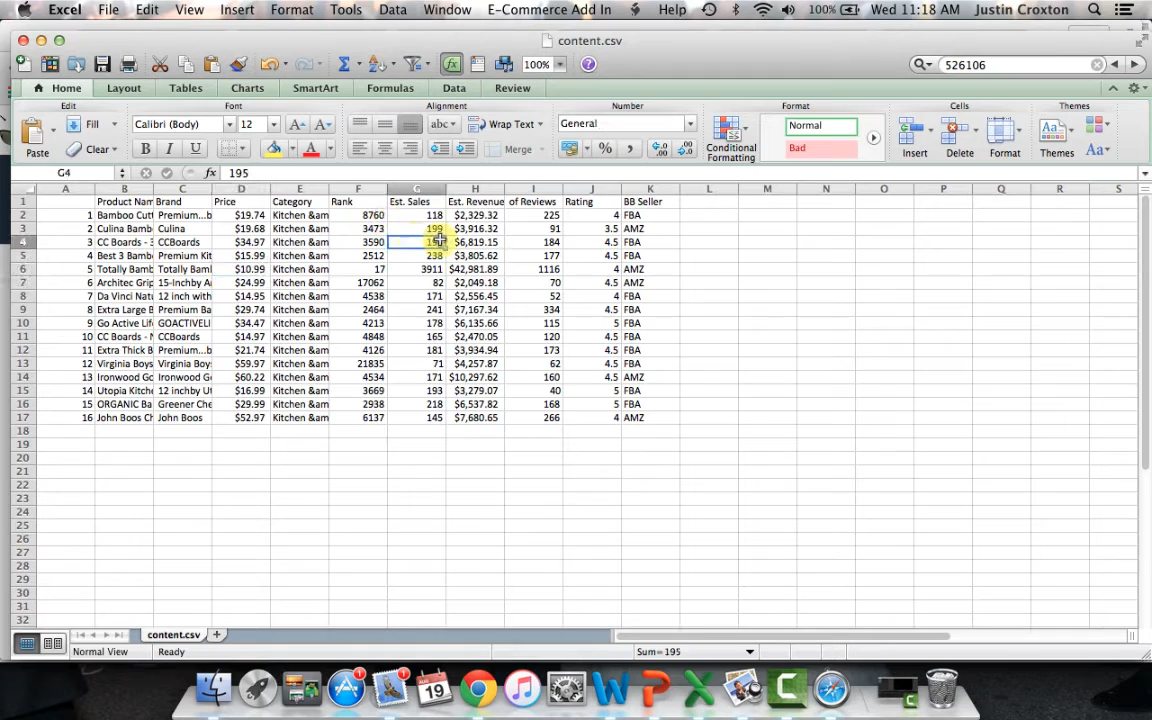 Excel File Edit View Insert Format Tools Data Window E-Commerce Add In Help 100% Wed 11:18 AM Justin Croxton
content.csv
100% 526106
Home Layout Tables Charts SmartArt Formulas Data Review
Edit Font Alignment Number Format Cells Themes
Paste Fill Calibri (Body) 12 abc Wrap Text General Conditional Formatting Normal Insert Delete Format Themes Aa
Clear B I U A Merge % Bad
G4 fx 195
A B C D E F G H I J K L M N O P Q R S
1 Product Nam Brand Price Category Rank Est. Sales Est. Revenue of Reviews Rating BB Seller
2 1 Bamboo Cutt Premium...b $19.74 Kitchen &am 8760 118 $2,329.32 225 4 FBA
3 2 Culina Bambo Culina $19.68 Kitchen &am 3473 199 $3,916.32 91 3.5 AMZ
4 3 CC Boards - 3 CCBoards $34.97 Kitchen &am 3590 $6,819.15 184 4.5 FBA
5 4 Best 3 Bambo Premium Kit $15.99 Kitchen &am 2512 238 $3,805.62 177 4.5 FBA
6 5 Totally Bamb Totally Baml $10.99 Kitchen &am 17 3911 $42,981.89 1116 4 AMZ
7 6 Architec Grip 15-Inchby Ar $24.99 Kitchen &am 17062 82 $2,049.18 70 4.5 AMZ
8 7 Da Vinci Natu 12 inch with $14.95 Kitchen &am 4538 171 $2,556.45 52 4 FBA
9 8 Extra Large B Premium Ba $29.74 Kitchen &am 2464 241 $7,167.34 334 4.5 FBA
10 9 Go Active Life GOACTIVELI $34.47 Kitchen &am 4213 178 $6,135.66 115 5 FBA
11 10 CC Boards - N CCBoards $14.97 Kitchen &am 4848 165 $2,470.05 120 4.5 FBA
12 11 Extra Thick B Premium...b $21.74 Kitchen &am 4126 181 $3,934.94 173 4.5 FBA
13 12 Virginia Boys Virginia Boys $59.97 Kitchen &am 21835 71 $4,257.87 62 4.5 FBA
14 13 Ironwood Go Ironwood G $60.22 Kitchen &am 4534 171 $10,297.62 160 4.5 AMZ
15 14 Utopia Kitche 12 inchby Ut $16.99 Kitchen &am 3669 193 $3,279.07 40 5 FBA
16 15 ORGANIC Ba Greener Che $29.99 Kitchen &am 2938 218 $6,537.82 168 5 FBA
17 16 John Boos Ch John Boos $52.97 Kitchen &am 6137 145 $7,680.65 266 4 AMZ
18
19
20
21
22
23
24
25
26
27
28
29
30
31
32
content.csv
Normal View Ready Sum=195
AUG 19